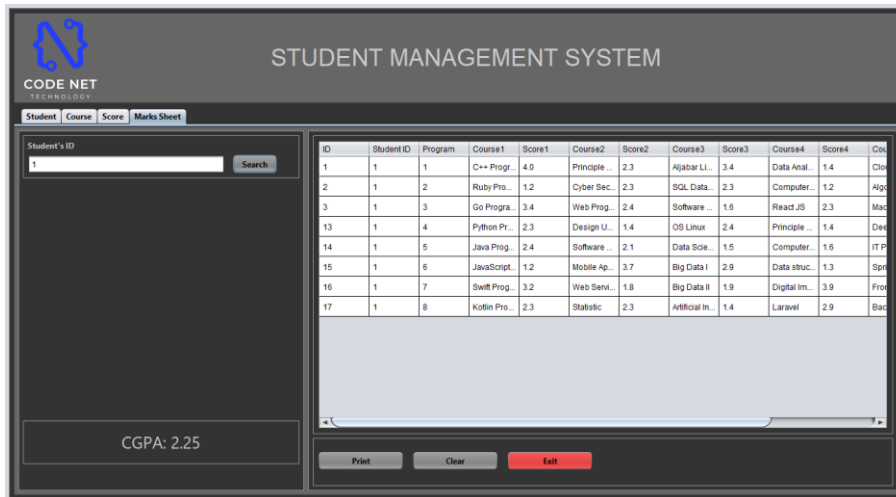 CODE NET
TECHNOLOGY
STUDENT MANAGEMENT SYSTEM
Student Course Score Marks Sheet
Student's ID
1 Search
ID Student ID Program Course1 Score1 Course2 Score2 Course3 Score3 Course4 Score4 Cou
1 1 1 C++ Progr... 4.0 Principle ... 2.3 Aljabar Li... 3.4 Data Anal... 1.4 Clo
2 1 2 Ruby Pro... 1.2 Cyber Sec... 2.3 SQL Data... 2.3 Computer... 1.2 Algo
3 1 3 Go Progra... 3.4 Web Prog... 2.4 Software ... 1.6 React JS 2.3 Mac
13 1 4 Python Pr... 2.3 Design U... 1.4 OS Linux 2.4 Principle ... 1.4 Dee
14 1 5 Java Prog... 2.4 Software ... 2.1 Data Scie... 1.5 Computer... 1.6 IT P
15 1 6 JavaScript... 1.2 Mobile Ap... 3.7 Big Data I 2.9 Data struc... 1.3 Spri
16 1 7 Swift Prog... 3.2 Web Servi... 1.8 Big Data II 1.9 Digital Im... 3.9 Fron
17 1 8 Kotlin Pro... 2.3 Statistic 2.3 Artificial In... 1.4 Laravel 2.9 Bac
CGPA: 2.25
Print Clear Exit